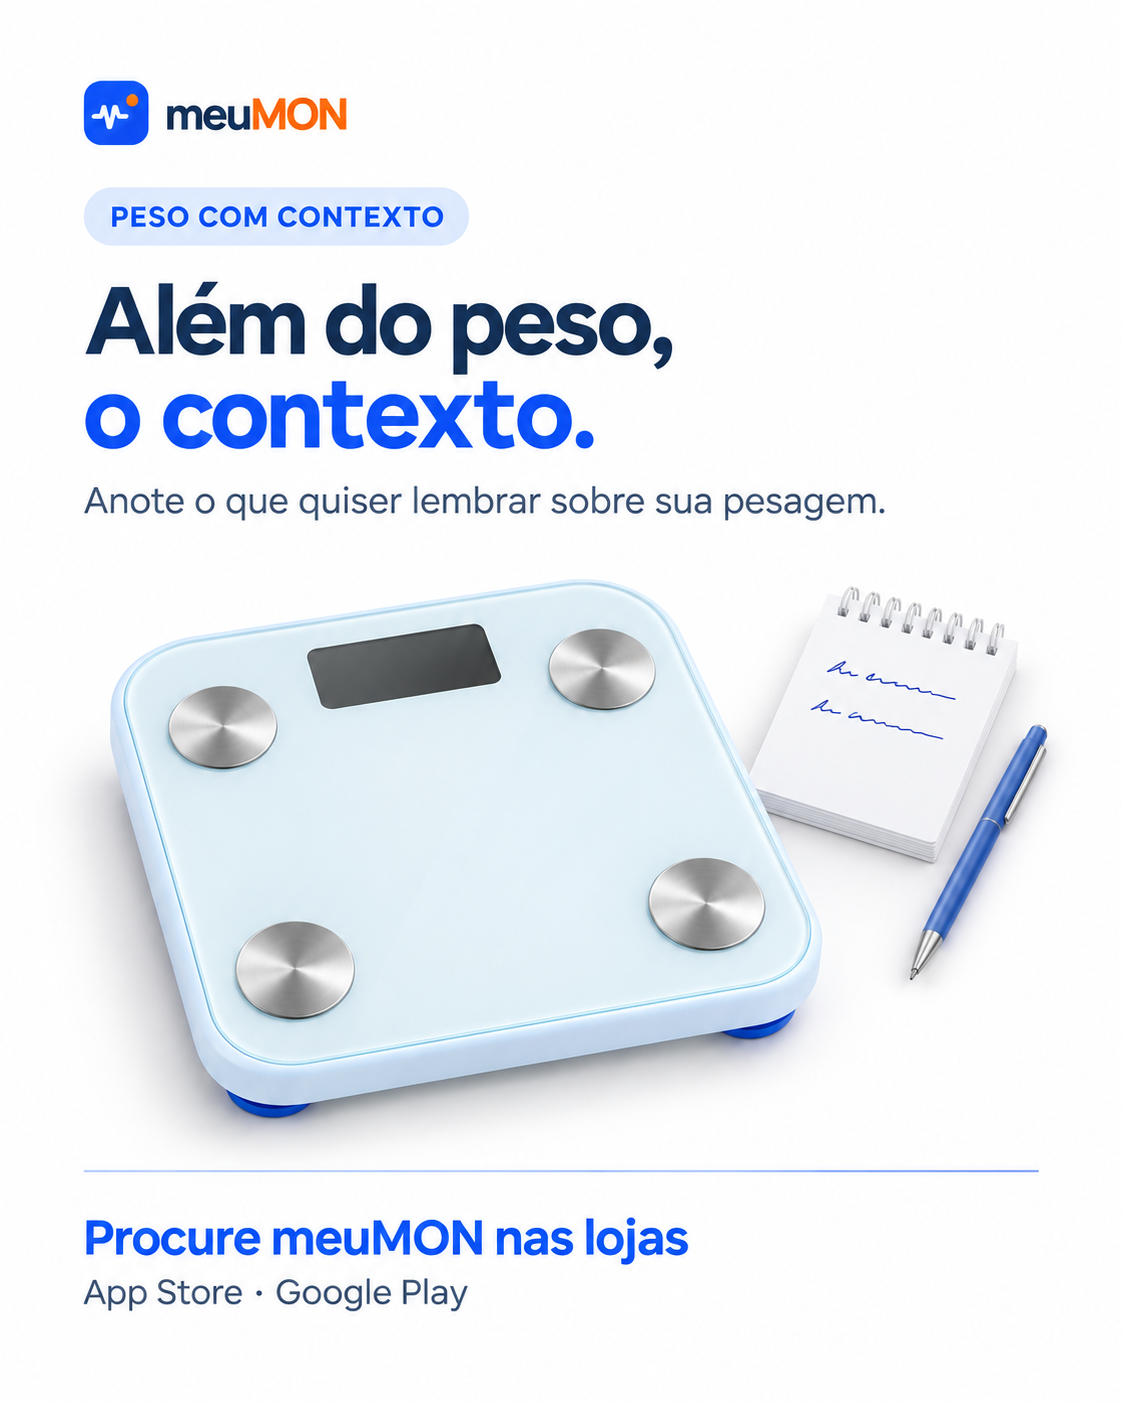 meuMON
PESO COM CONTEXTO
Além do peso,
o contexto.
Anote o que quiser lembrar sobre sua pesagem.
Procure meuMON nas lojas
App Store · Google Play